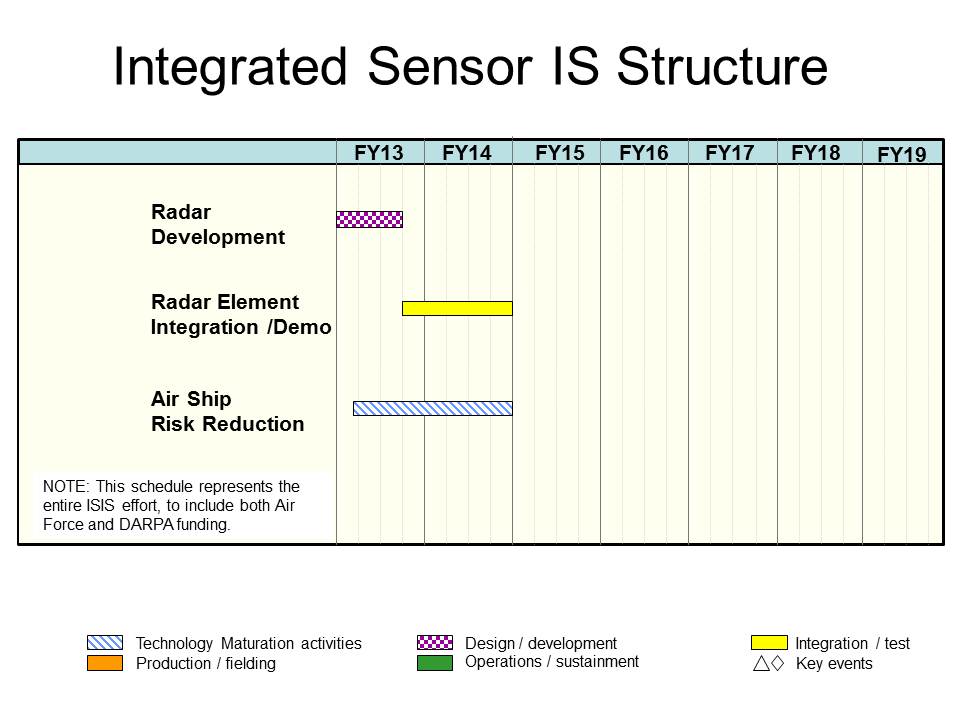 Integrated Sensor IS Structure
FY13 FY14 FY15 FY16 FY17 FY18 FY19
Radar
Development
Radar Element
Integration /Demo
Air Ship
Risk Reduction
NOTE: This schedule represents the
entire ISIS effort, to include both Air
Force and DARPA funding.
Technology Maturation activities Design / development Integration / test
Production / fielding Operations / sustainment Key events